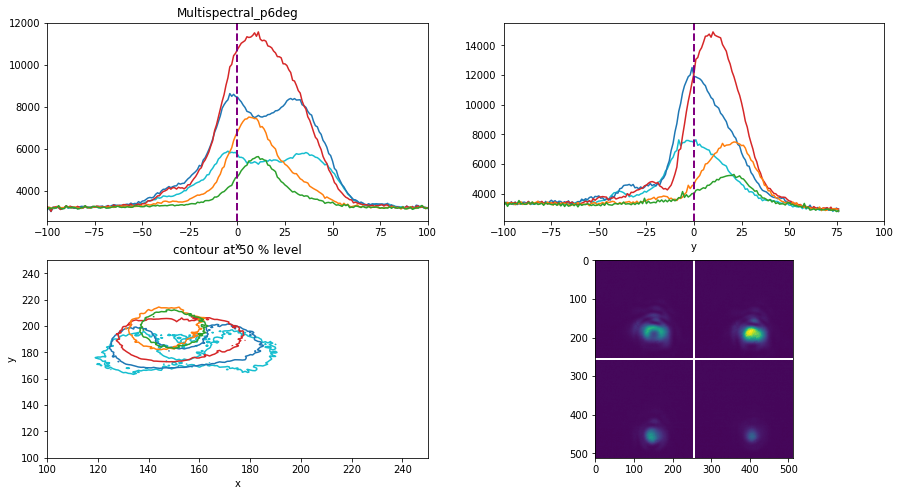 Multispectral_p6deg
12000
10000
8000
6000
4000
−100 −75 −50 −25 0 25 50 75 100
x
14000
12000
10000
8000
6000
4000
−100 −75 −50 −25 0 25 50 75 100
y
contour at 50 % level
240
220
200
180
160
140
120
100
y
100 120 140 160 180 200 220 240
x
0
100
200
300
400
500
0 100 200 300 400 500